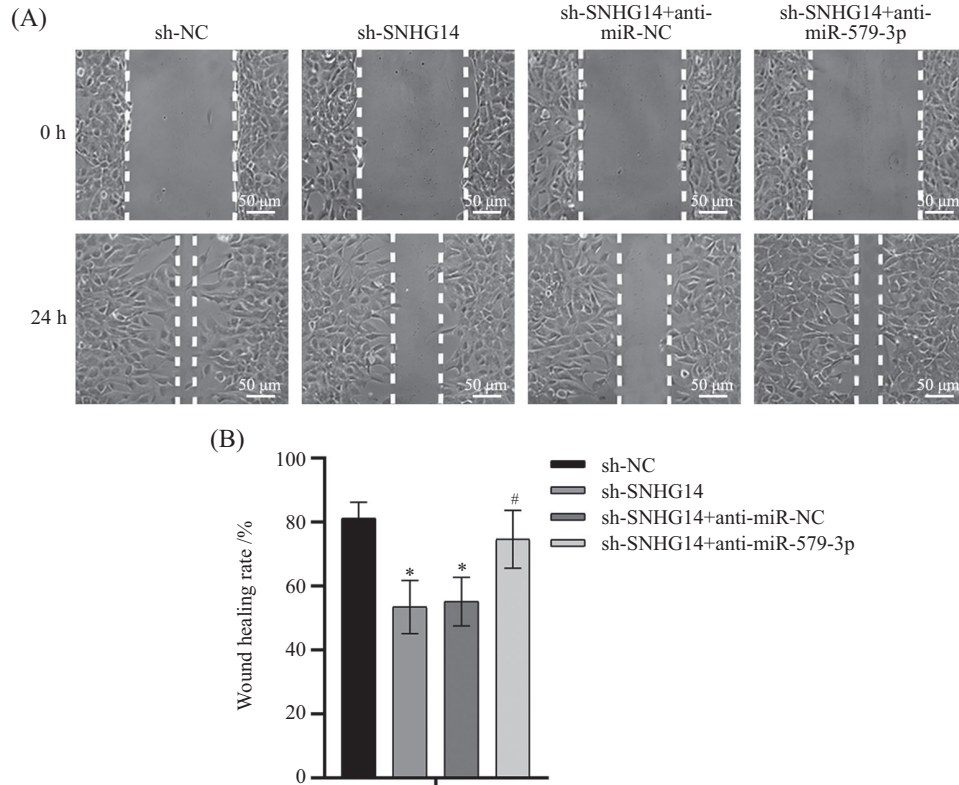 (A)
sh-NC
sh-SNHG14
sh-SNHG14+anti-
miR-NC
sh-SNHG14+anti-
miR-579-3p
0 h
50 μm
50 μm
50 μm
50 μm
24 h
50 μm
50 μm
50 μm
50 μm
(B)
Wound healing rate /%
100
80
60
40
20
0
*
*
#
sh-NC
sh-SNHG14
sh-SNHG14+anti-miR-NC
sh-SNHG14+anti-miR-579-3p